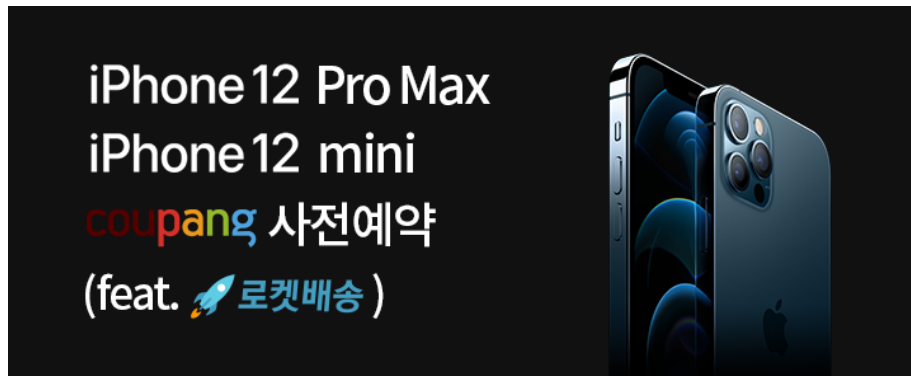 iPhone 12 Pro Max
iPhone 12 mini
coupang 사전예약
(feat. 로켓배송)